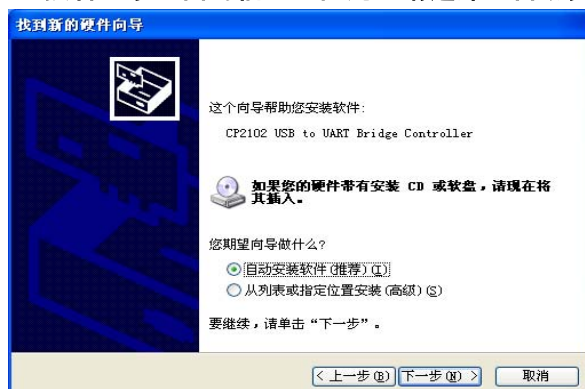 找到新的硬件向导
这个向导帮助您安装软件:
CP2102 USB to UART Bridge Controller
如果您的硬件带有安装 CD 或软盘，请现在将
其插入。
您期望向导做什么?
自动安装软件(推荐)(I)
从列表或指定位置安装(高级)(S)
要继续，请单击“下一步”。
< 上一步(B) 下一步(N) > 取消